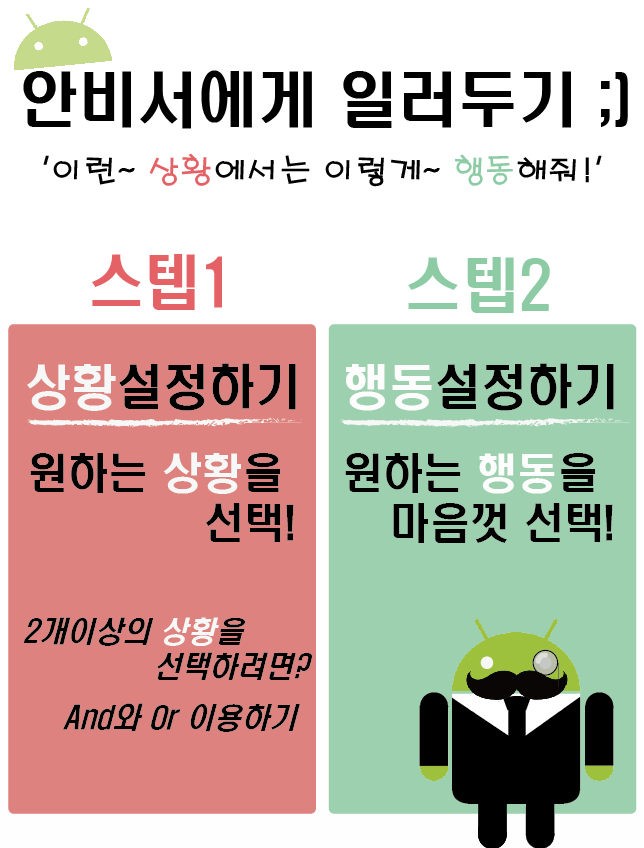 안비서에게 일러두기 ;)
'이런~ 상황에서는 이렇게~ 행동해줘!'
스텝1
상황설정하기
원하는 상황을
선택!
2개이상의 상황을
선택하려면?
And와 Or 이용하기
스텝2
행동설정하기
원하는 행동을
마음껏 선택!